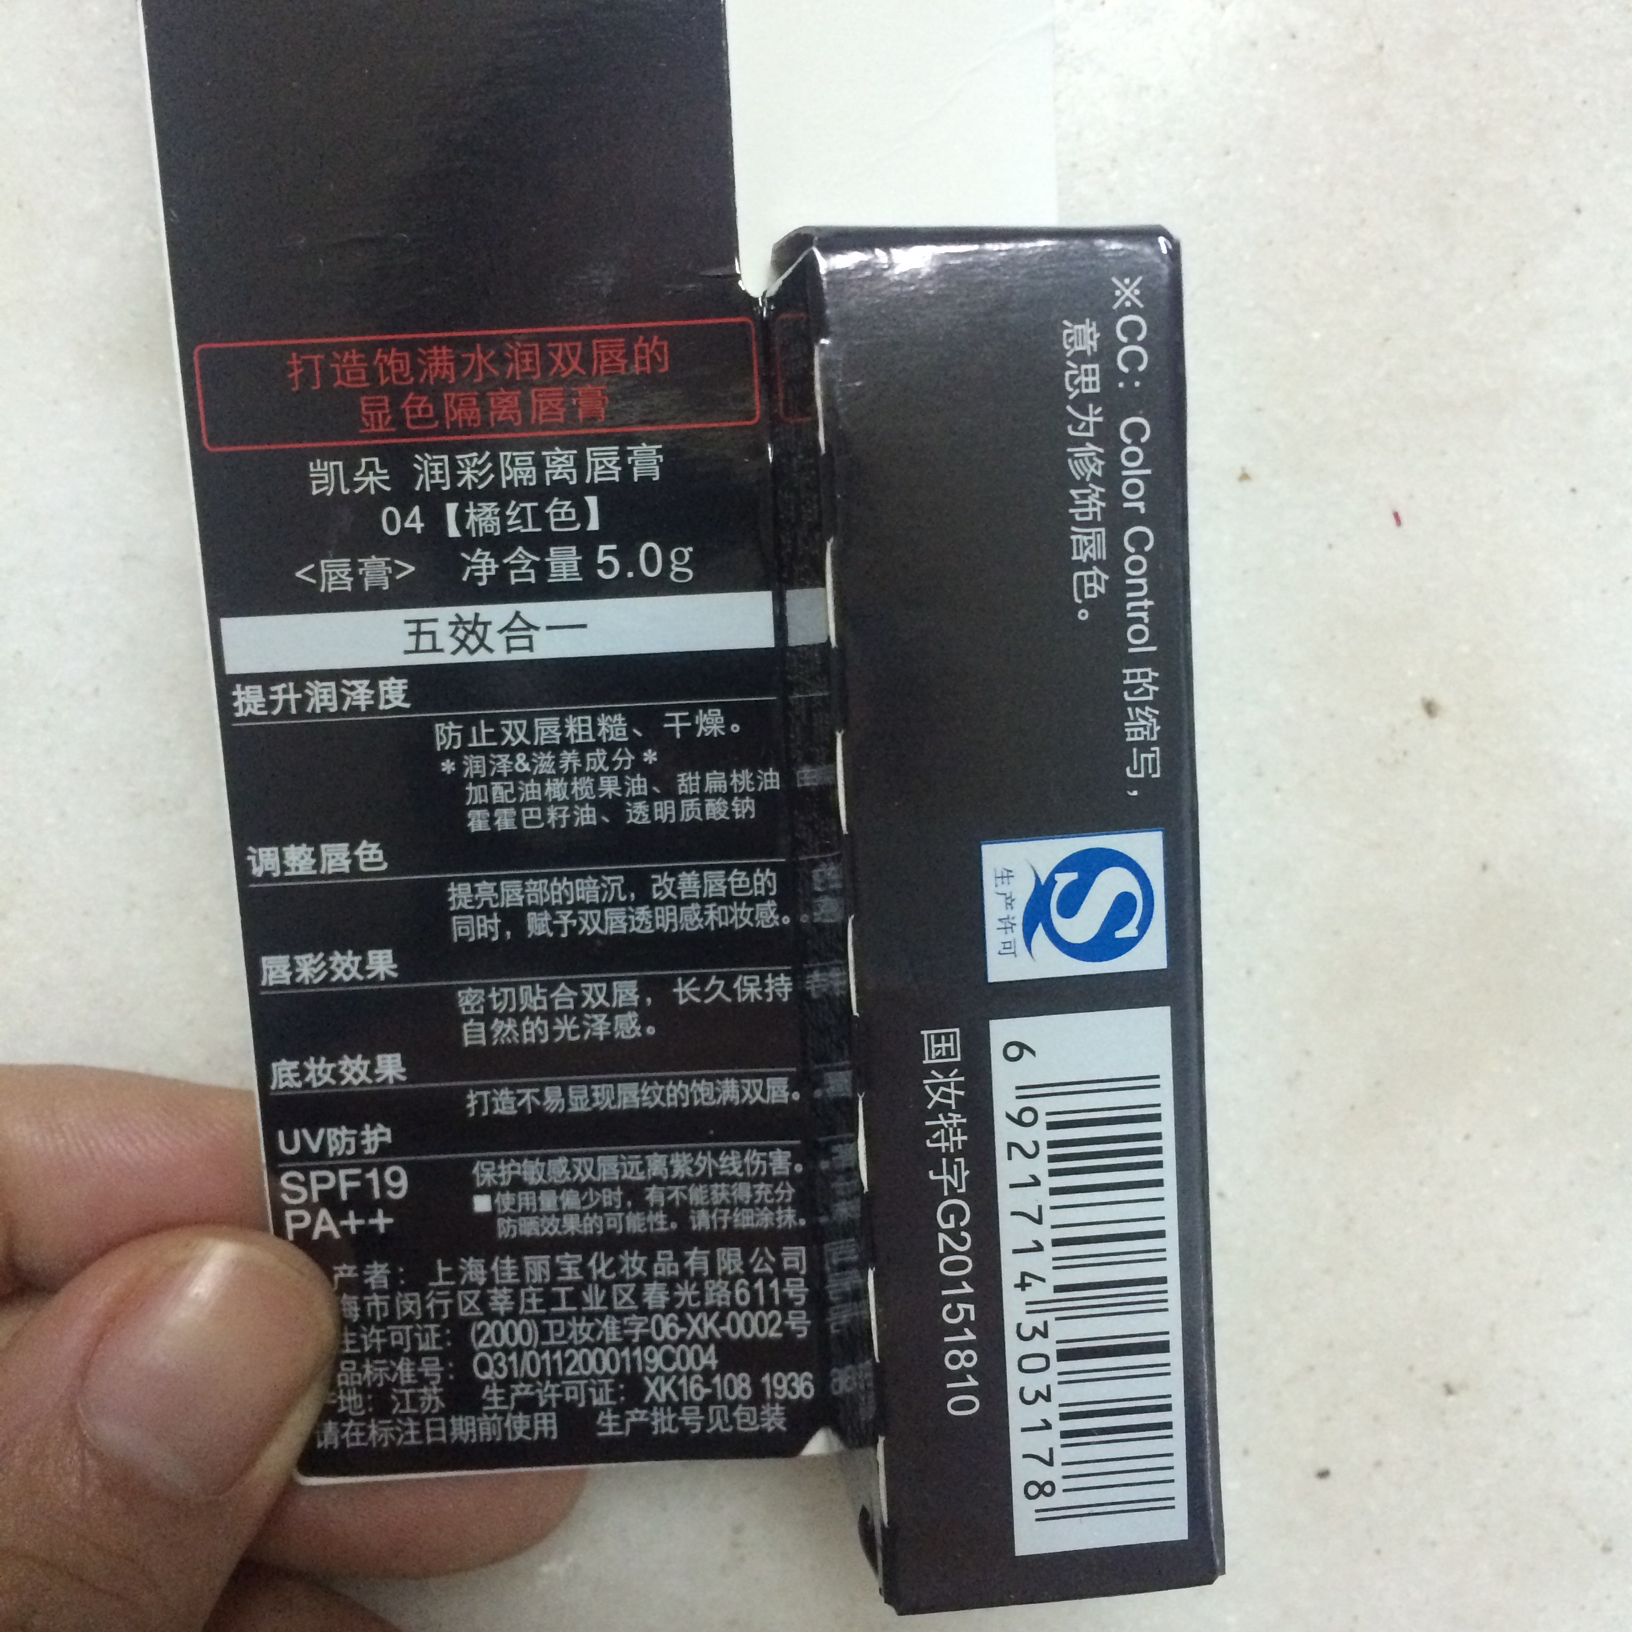 打造饱满水润双唇的
显色隔离唇膏
凯朵 润彩隔离唇膏
04【橘红色】
<唇膏> 净含量5.0g
五效合一
提升润泽度
防止双唇粗糙、干燥。
*润泽&滋养成分*
加配油橄榄果油、甜扁桃油
霍霍巴籽油、透明质酸钠
调整唇色
提亮唇部的暗沉，改善唇色的
同时，赋予双唇透明感和妆感。
唇彩效果
密切贴合双唇，长久保持
自然的光泽感。
底妆效果
打造不易显现唇纹的饱满双唇。
UV防护
SPF19
PA++
保护敏感双唇远离紫外线伤害。
■使用量偏少时，有不能获得充分
防晒效果的可能性。请仔细涂抹。
产者：上海佳丽宝化妆品有限公司
海市闵行区莘庄工业区春光路611号
生许可证：(2000)卫妆准字06-XK-0002号
品标准号：Q31/0112000119C004
地：江苏 生产许可证：XK16-108 1936
请在标注日期前使用 生产批号见包装
※CC：Color Control 的缩写，
意思为修饰唇色。
生产许可
国妆特字G20151810
6 921714 303178